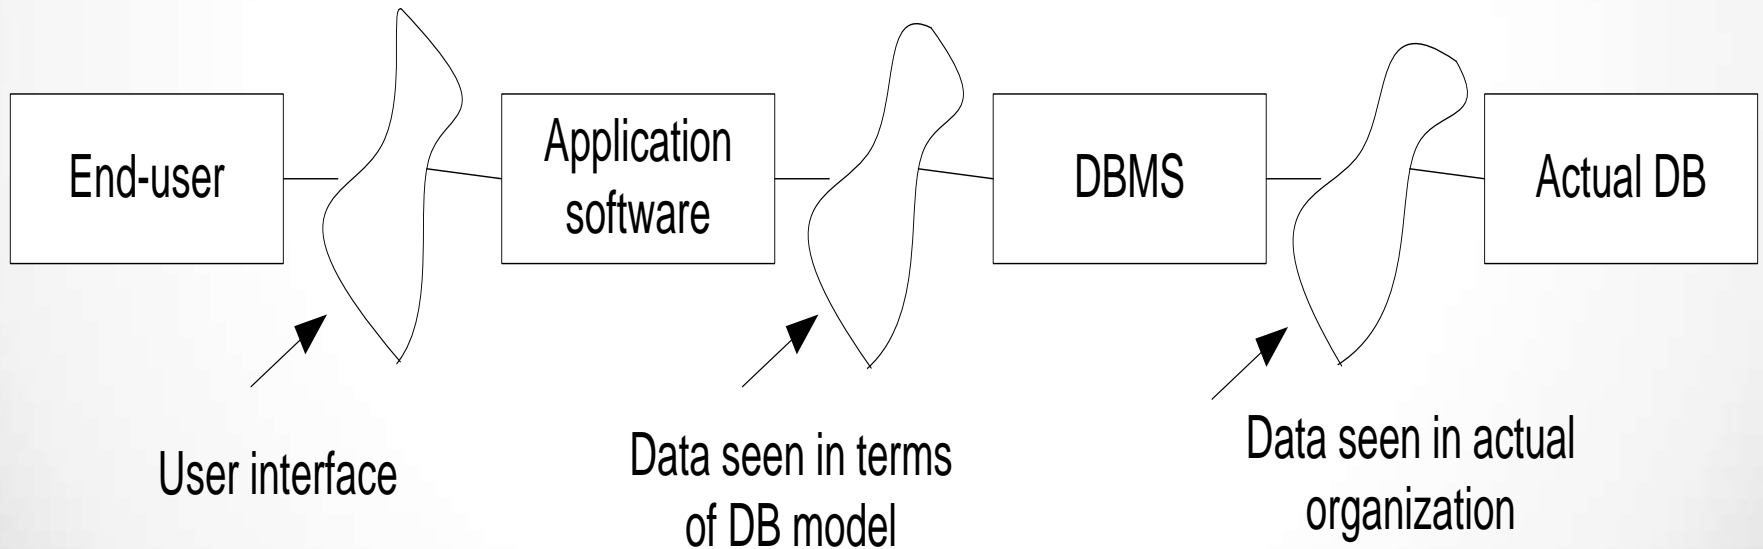 End-user
Application
software
DBMS
Actual DB
User interface
Data seen in terms
of DB model
Data seen in actual
organization